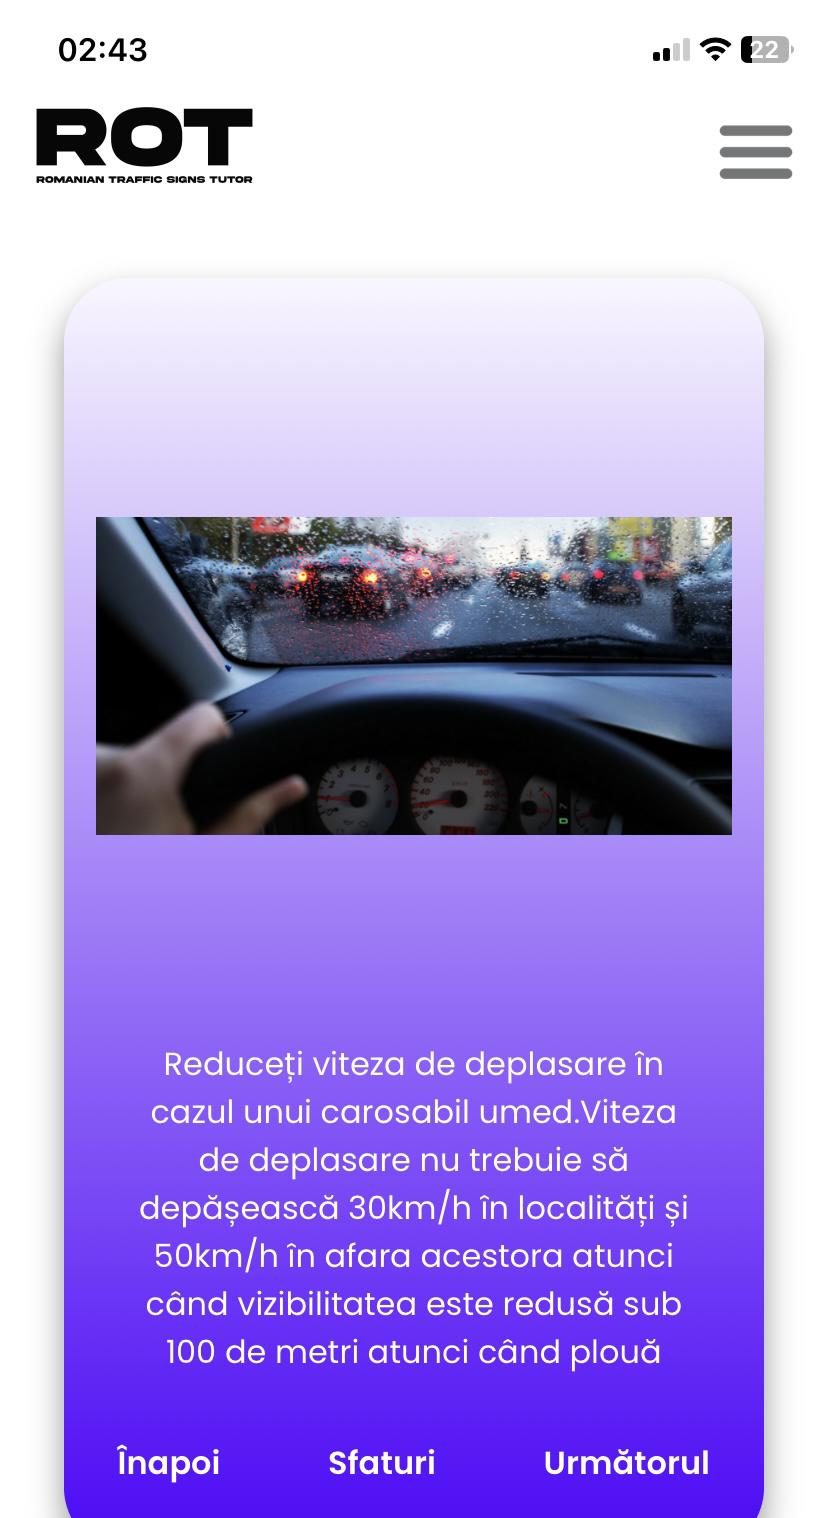 02:43
22
ROT
ROMANIAN TRAFFIC SIGNS TUTOR
Reduceți viteza de deplasare în
cazul unui carosabil umed.Viteza
de deplasare nu trebuie să
depășească 30km/h în localități și
50km/h în afara acestora atunci
când vizibilitatea este redusă sub
100 de metri atunci când plouă
Înapoi
Sfaturi
Următorul